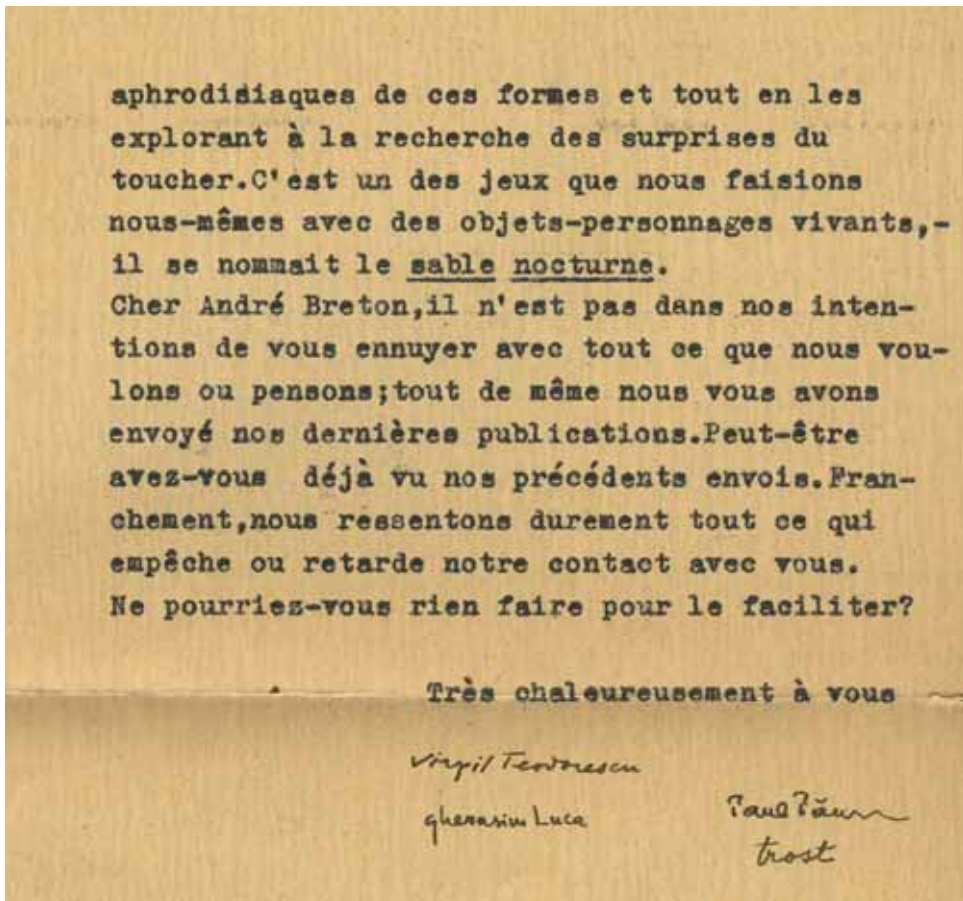 aphrodisiaques de ces formes et tout en les
explorant à la recherche des surprises du
toucher.C'est un des jeux que nous faisions
nous-mêmes avec des objets-personnages vivants,-
il se nommait le sable nocturne.
Cher André Breton,il n'est pas dans nos inten-
tions de vous ennuyer avec tout ce que nous vou-
lons ou pensons;tout de même nous vous avons
envoyé nos dernières publications.Peut-être
avez-vous  déjà vu nos précédents envois.Fran-
chement,nous ressentons durement tout ce qui
empêche ou retarde notre contact avec vous.
Ne pourriez-vous rien faire pour le faciliter?
Très chaleureusement à vous
Virgil Teodorescu
gherasim Luca
Paul Păun
trost